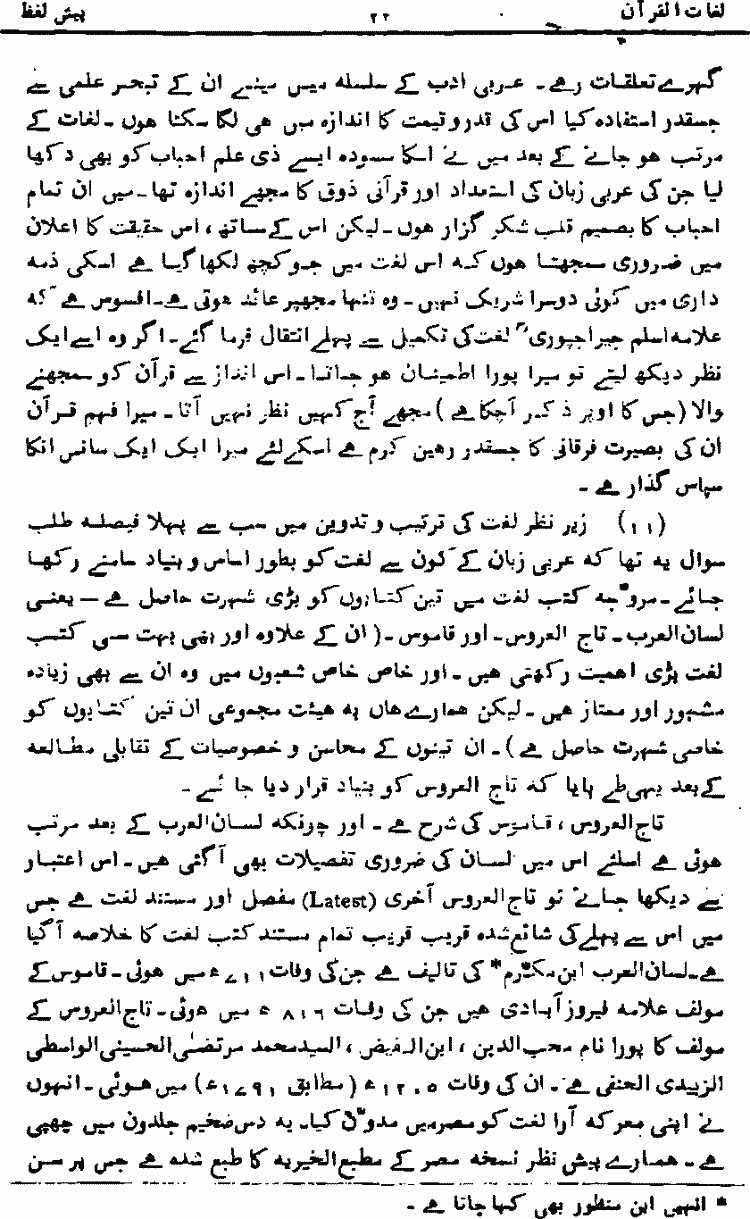 لغات القرآن ۲۲ پیش لفظ
گہرے تعلقات رہے۔ عربی ادب کے سلسلہ میں مینے ان کے تبحر علمی سے
جسقدر استفادہ کیا اس کی قدر و قیمت کا اندازہ میں ہی لگا سکتا ہوں۔ لغات کے
مرتب ہو جانے کے بعد میں نے اسکا مسودہ ایسے ذی علم احباب کو بھی دکھا
لیا جن کی عربی زبان کی استعداد اور قرآنی ذوق کا مجھے اندازہ تھا۔ میں ان تمام
احباب کا بصمیم قلب شکر گزار ہوں۔ لیکن اس کے ساتھ، اس حقیقت کا اعلان
میں ضروری سمجھتا ہوں کہ اس لغت میں جو کچھ لکھا گیا ہے اسکی ذمہ
داری میں کوئی دوسرا شریک نہیں۔ وہ تنہا مجھپر عائد ہوتی ہے۔ افسوس ہے کہ
علامہ اسلم جیراجپوریؒ لغت کی تکمیل سے پہلے انتقال فرما گئے۔ اگر وہ اسے ایک
نظر دیکھ لیتے تو میرا پورا اطمینان ہو جاتا۔ اس انداز سے قرآن کو سمجھنے
والا (جس کا اوپر ذکر آچکا ہے) مجھے آج کہیں نظر نہیں آتا۔ میرا فہم قرآن
ان کی بصیرت فرقانی کا جسقدر رہین کرم ہے اسکے لئے میرا ایک ایک سانس انکا
سپاس گذار ہے۔
(۱۱) زیر نظر لغت کی ترتیب و تدوین میں سب سے پہلا فیصلہ طلب
سوال یہ تھا کہ عربی زبان کے کون سے لغت کو بطور اساس و بنیاد سامنے رکھا
جائے۔ مروّجہ کتب لغت میں تین کتابوں کو بڑی شہرت حاصل ہے — یعنی
لسان العرب۔ تاج العروس۔ اور قاموس۔ (ان کے علاوہ اور بھی بہت سی کتب
لغت بڑی اہمیت رکھتی ہیں۔ اور خاص خاص شعبوں میں وہ ان سے بھی زیادہ
مشہور اور ممتاز ہیں۔ لیکن ہمارے ہاں بہ ہیئت مجموعی ان تین کتابوں کو
خاصی شہرت حاصل ہے)۔ ان تینوں کے محاسن و خصوصیات کے تقابلی مطالعہ
کے بعد یہی طے پایا کہ تاج العروس کو بنیاد قرار دیا جائے۔
تاج العروس، قاموس کی شرح ہے۔ اور چونکہ لسان العرب کے بعد مرتب
ہوئی ہے اسلئے اس میں لسان کی ضروری تفصیلات بھی آگئی ہیں۔ اس اعتبار
سے دیکھا جائے تو تاج العروس آخری (Latest) مفصل اور مستند لغت ہے جس
میں اس سے پہلے کی شائع شدہ قریب قریب تمام مستند کتب لغت کا خلاصہ آگیا
ہے۔ لسان العرب ابن مکرّم* کی تالیف ہے جن کی وفات ۷۱۱ھ میں ہوئی۔ قاموس کے
مولف علامہ فیروز آبادی ہیں جن کی وفات ۸۱۶ھ میں ہوئی۔ تاج العروس کے
مولف کا پورا نام محب الدین، ابن الفیض، السید محمد مرتضیٰ الحسینی الواسطی
الزبیدی الحنفی ہے۔ ان کی وفات ۱۲۰۵ھ (مطابق ۱۷۹۱ء) میں ہوئی۔ انہوں
نے اپنی معرکہ آرا لغت کو مصر میں مدوّن کیا۔ یہ دس ضخیم جلدوں میں چھپی
ہے۔ ہمارے پیش نظر نسخہ مصر کے مطبع الخیریہ کا طبع شدہ ہے جس پر سن
* انہیں ابن منظور بھی کہا جاتا ہے۔